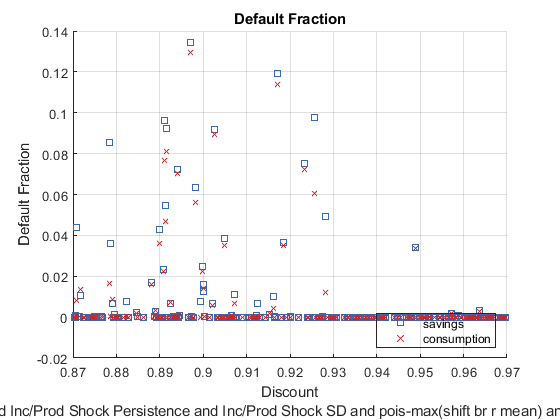 Default Fraction
0.14
0.12
0.1
0.08
0.06
0.04
0.02
0
-0.02
Default Fraction
0.87 0.88 0.89 0.9 0.91 0.92 0.93 0.94 0.95 0.96 0.97
Discount
savings
consumption
d Inc/Prod Shock Persistence and Inc/Prod Shock SD and pois-max(shift br r mean) an